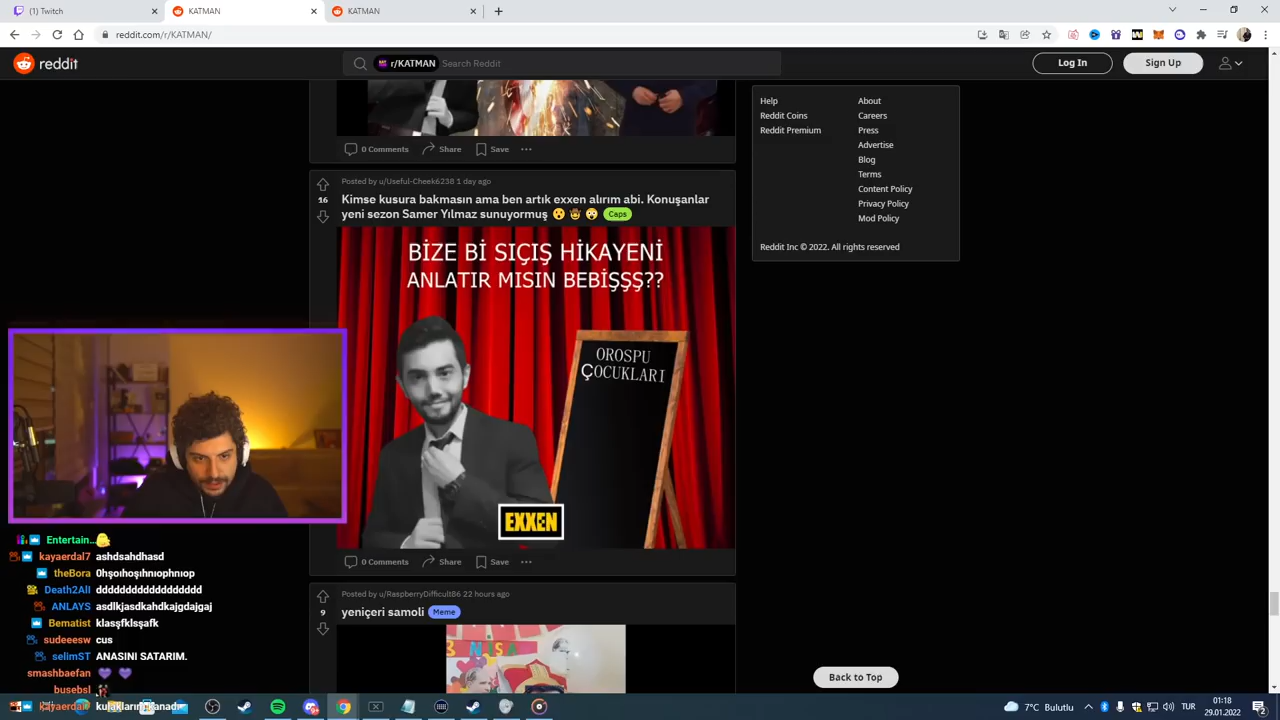 (1) Twitch
KATMAN
KATMAN
reddit.com/r/KATMAN/
reddit
r/KATMAN Search Reddit
Log In
Sign Up
0 Comments Share Save
Help
About
Reddit Coins
Careers
Reddit Premium
Press
Advertise
Blog
Terms
Content Policy
Privacy Policy
Mod Policy
Reddit Inc © 2022. All rights reserved
Posted by u/Useful-Cheek6238 1 day ago
16
Kimse kusura bakmasın ama ben artık exxen alırım abi. Konuşanlar
yeni sezon Samer Yılmaz sunuyormuş 😮 🤠 😲 Caps
BİZE Bİ SIÇIŞ HİKAYENİ
ANLATIR MISIN BEBİŞŞŞ??
OROSPU
ÇOCUKLARI
EXXEN
0 Comments Share Save
Posted by u/RaspberryDifficult86 22 hours ago
9
yeniçeri samoli Meme
Entertain...
kayaerdal7 ashdsahdhasd
theBora 0hşoıhoşıhnıophnıop
Death2All dddddddddddddddddd
ANLAYS asdlkjasdkahdkajgdajgaj
Bematist klasşfklsşafk
sudeeesw cus
selimST ANASINI SATARIM.
smashbaefan 💜 💜
busebsl
Back to Top
7°C Bulutlu
TUR
01:18
29.01.2022
2